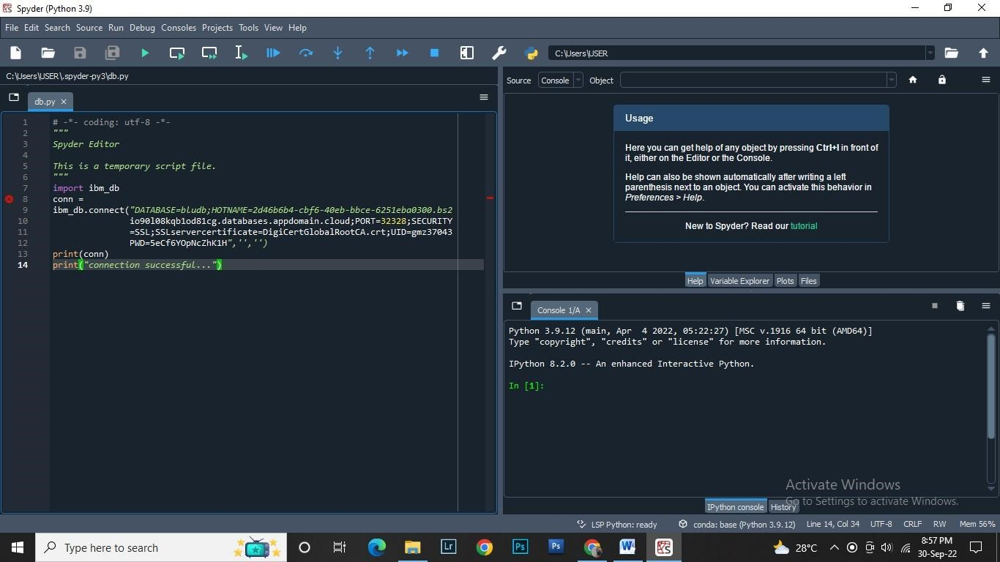 Spyder (Python 3.9)
File Edit Search Source Run Debug Consoles Projects Tools View Help
C:\Users\USER
C:\Users\USER\.spyder-py3\db.py
Source Console Object
db.py
1 # -*- coding: utf-8 -*-
2 """
3 Spyder Editor
4
5 This is a temporary script file.
6 """
7 import ibm_db
8 conn =
9 ibm_db.connect("DATABASE=bludb;HOTNAME=2d46b6b4-cbf6-40eb-bbce-6251eba0300.bs2
10 io90l08kqb1od81cg.databases.appdomain.cloud;PORT=32328;SECURITY
11 =SSL;SSLservercertificate=DigiCertGlobalRootCA.crt;UID=gmz37043
12 PWD=5eCf6YOpNcZhK1H",'','')
13 print(conn)
14 print("connection successful...")
Usage
Here you can get help of any object by pressing Ctrl+I in front of
it, either on the Editor or the Console.
Help can also be shown automatically after writing a left
parenthesis next to an object. You can activate this behavior in
Preferences > Help.
New to Spyder? Read our tutorial
Help Variable Explorer Plots Files
Console 1/A
Python 3.9.12 (main, Apr  4 2022, 05:22:27) [MSC v.1916 64 bit (AMD64)]
Type "copyright", "credits" or "license" for more information.
IPython 8.2.0 -- An enhanced Interactive Python.
In [1]:
Activate Windows
Go to Settings to activate Windows.
IPython console History
LSP Python: ready conda: base (Python 3.9.12) Line 14, Col 34 UTF-8 CRLF RW Mem 56%
Type here to search
Lr
Ps
Ps
W
28°C
8:57 PM
30-Sep-22